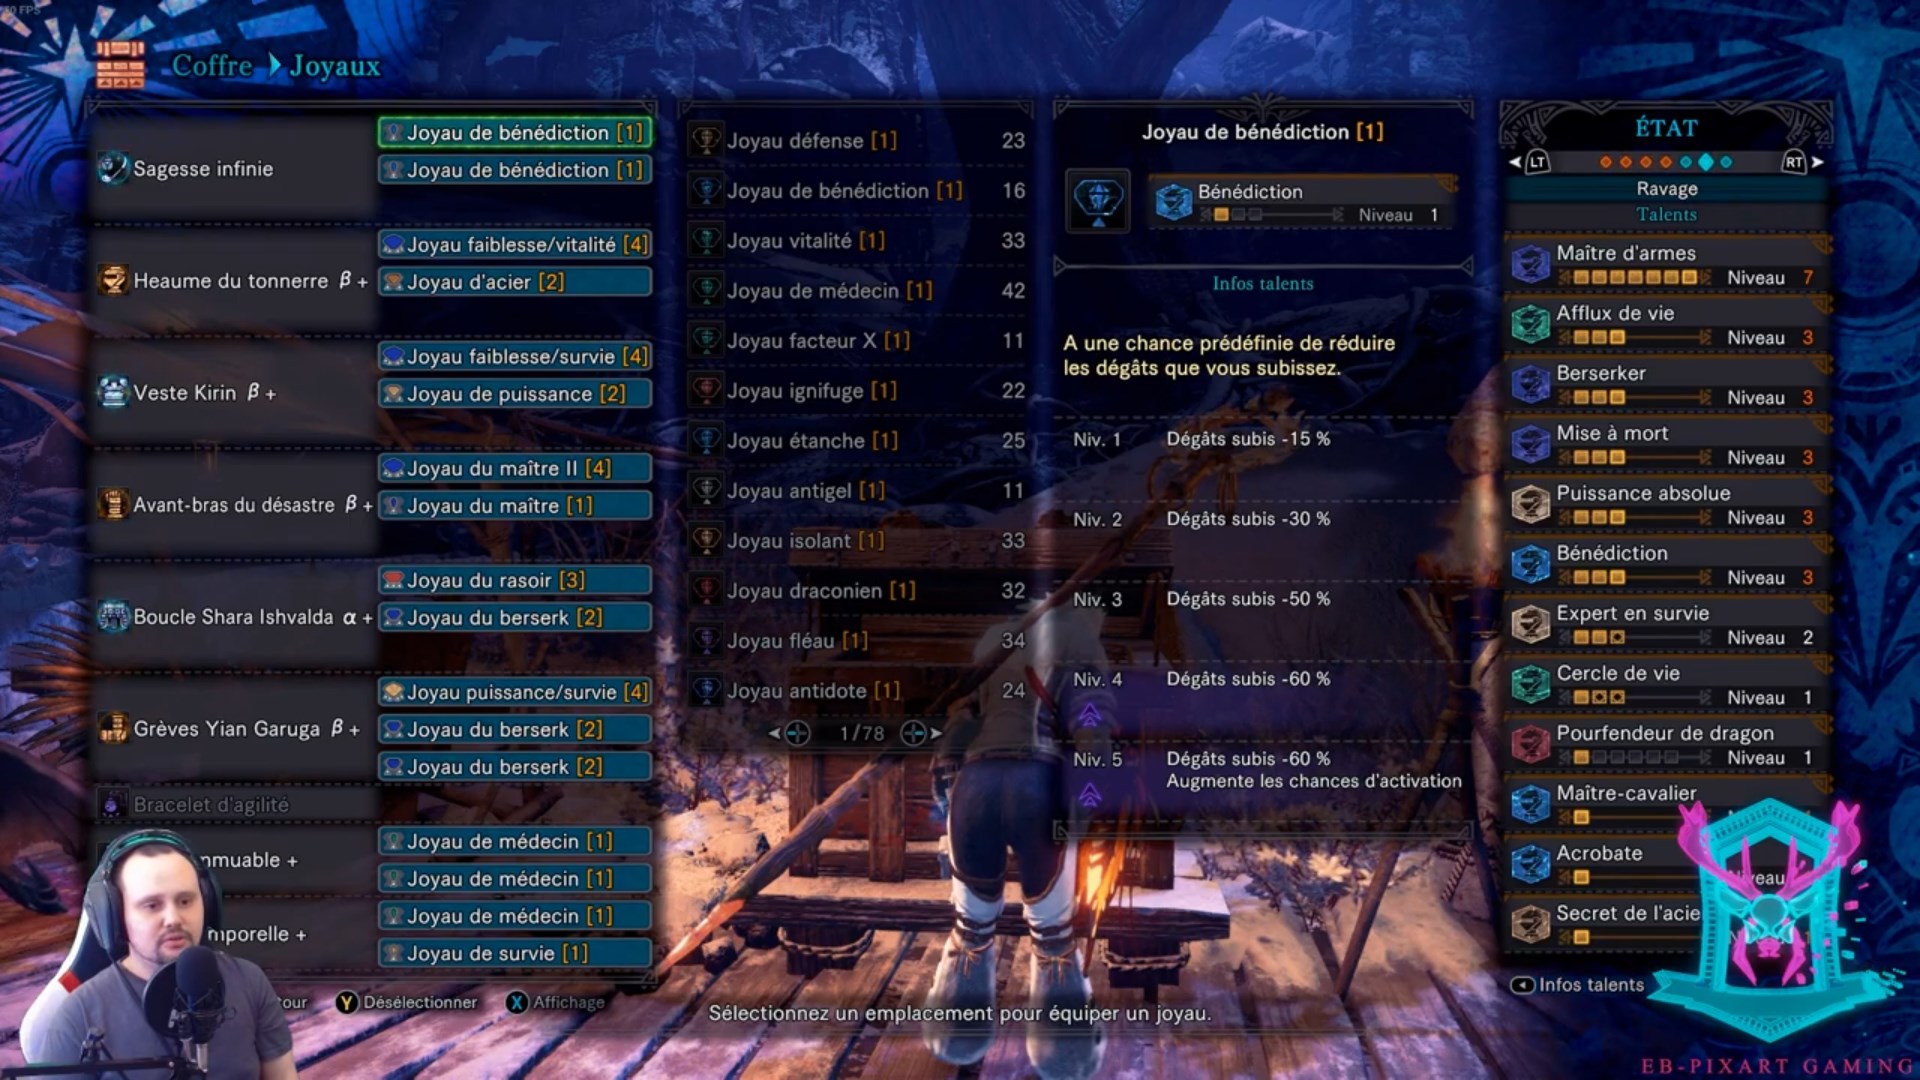 FPS
Coffre
Joyaux
Sagesse infinie
Joyau de bénédiction [1]
Joyau de bénédiction [1]
Heaume du tonnerre β +
Joyau faiblesse/vitalité [4]
Joyau d'acier [2]
Veste Kirin β +
Joyau faiblesse/survie [4]
Joyau de puissance [2]
Avant-bras du désastre β +
Joyau du maître II [4]
Joyau du maître [1]
Boucle Shara Ishvalda α +
Joyau du rasoir [3]
Joyau du berserk [2]
Grèves Yian Garuga β +
Joyau puissance/survie [4]
Joyau du berserk [2]
Joyau du berserk [2]
Bracelet d'agilité
nmuable +
Joyau de médecin [1]
Joyau de médecin [1]
nporelle +
Joyau de médecin [1]
Joyau de survie [1]
tour
Y Désélectionner
X Affichage
Joyau défense [1] 23
Joyau de bénédiction [1] 16
Joyau vitalité [1] 33
Joyau de médecin [1] 42
Joyau facteur X [1] 11
Joyau ignifuge [1] 22
Joyau étanche [1] 25
Joyau antigel [1] 11
Joyau isolant [1] 33
Joyau draconien [1] 32
Joyau fléau [1] 34
Joyau antidote [1] 24
1/78
Joyau de bénédiction [1]
Bénédiction
Niveau 1
Infos talents
A une chance prédéfinie de réduire
les dégâts que vous subissez.
Niv. 1 Dégâts subis -15 %
Niv. 2 Dégâts subis -30 %
Niv. 3 Dégâts subis -50 %
Niv. 4 Dégâts subis -60 %
Niv. 5 Dégâts subis -60 %
Augmente les chances d'activation
Sélectionnez un emplacement pour équiper un joyau.
ÉTAT
LT
RT
Ravage
Talents
Maître d'armes
Niveau 7
Afflux de vie
Niveau 3
Berserker
Niveau 3
Mise à mort
Niveau 3
Puissance absolue
Niveau 3
Bénédiction
Niveau 3
Expert en survie
Niveau 2
Cercle de vie
Niveau 1
Pourfendeur de dragon
Niveau 1
Maître-cavalier
Acrobate
veau
Secret de l'acie
Infos talents
EB-PIXART GAMING